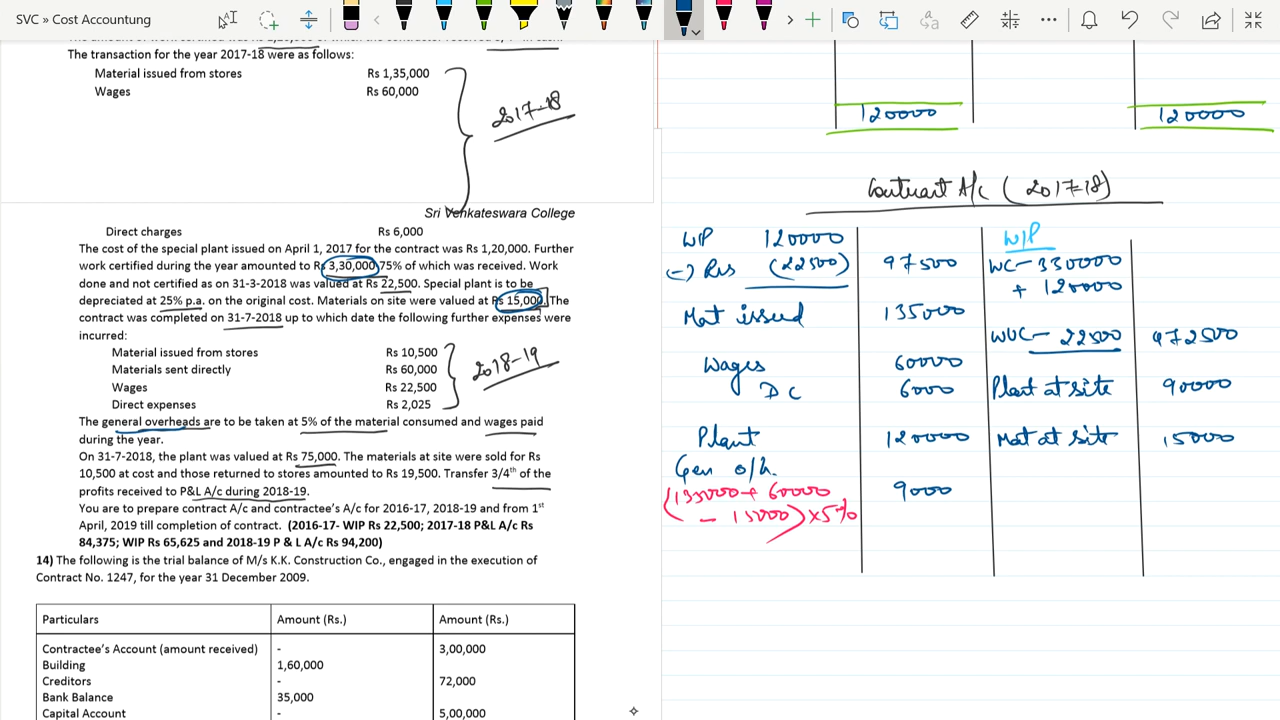 SVC » Cost Accountung
The transaction for the year 2017-18 were as follows:
Material issued from stores Rs 1,35,000
Wages Rs 60,000
2017-18
Sri Venkateswara College
Direct charges Rs 6,000
The cost of the special plant issued on April 1, 2017 for the contract was Rs 1,20,000. Further
work certified during the year amounted to Rs 3,30,000 75% of which was received. Work
done and not certified as on 31-3-2018 was valued at Rs 22,500. Special plant is to be
depreciated at 25% p.a. on the original cost. Materials on site were valued at Rs 15,000. The
contract was completed on 31-7-2018 up to which date the following further expenses were
incurred:
Material issued from stores Rs 10,500
Materials sent directly Rs 60,000
Wages Rs 22,500
Direct expenses Rs 2,025
2018-19
The general overheads are to be taken at 5% of the material consumed and wages paid
during the year.
On 31-7-2018, the plant was valued at Rs 75,000. The materials at site were sold for Rs
10,500 at cost and those returned to stores amounted to Rs 19,500. Transfer 3/4th of the
profits received to P&L A/c during 2018-19.
You are to prepare contract A/c and contractee's A/c for 2016-17, 2018-19 and from 1st
April, 2019 till completion of contract. (2016-17- WIP Rs 22,500; 2017-18 P&L A/c Rs
84,375; WIP Rs 65,625 and 2018-19 P & L A/c Rs 94,200)
14) The following is the trial balance of M/s K.K. Construction Co., engaged in the execution of
Contract No. 1247, for the year 31 December 2009.
Particulars Amount (Rs.) Amount (Rs.)
Contractee's Account (amount received) - 3,00,000
Building 1,60,000
Creditors - 72,000
Bank Balance 35,000
Capital Account - 5,00,000
120000 120000
Contract A/c (2017-18)
WIP 120000 WIP
(-) Res (22500) 97500 WC - 330000
+ 120000
Mat issued 135000
WUC - 22500 472500
Wages 60000
DC 6000 Plant at site 90000
Plant 120000 Mat at site 15000
Gen o/h.
(135000 + 60000 9000
- 15000) x 5%